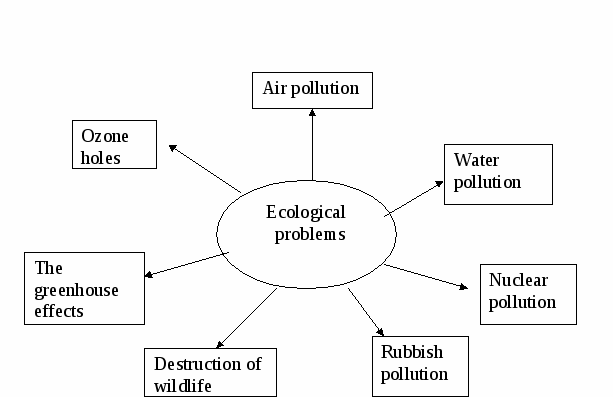 Air pollution
Ozone
holes
Water
pollution
Ecological
problems
The
greenhouse
effects
Nuclear
pollution
Destruction of
wildlife
Rubbish
pollution